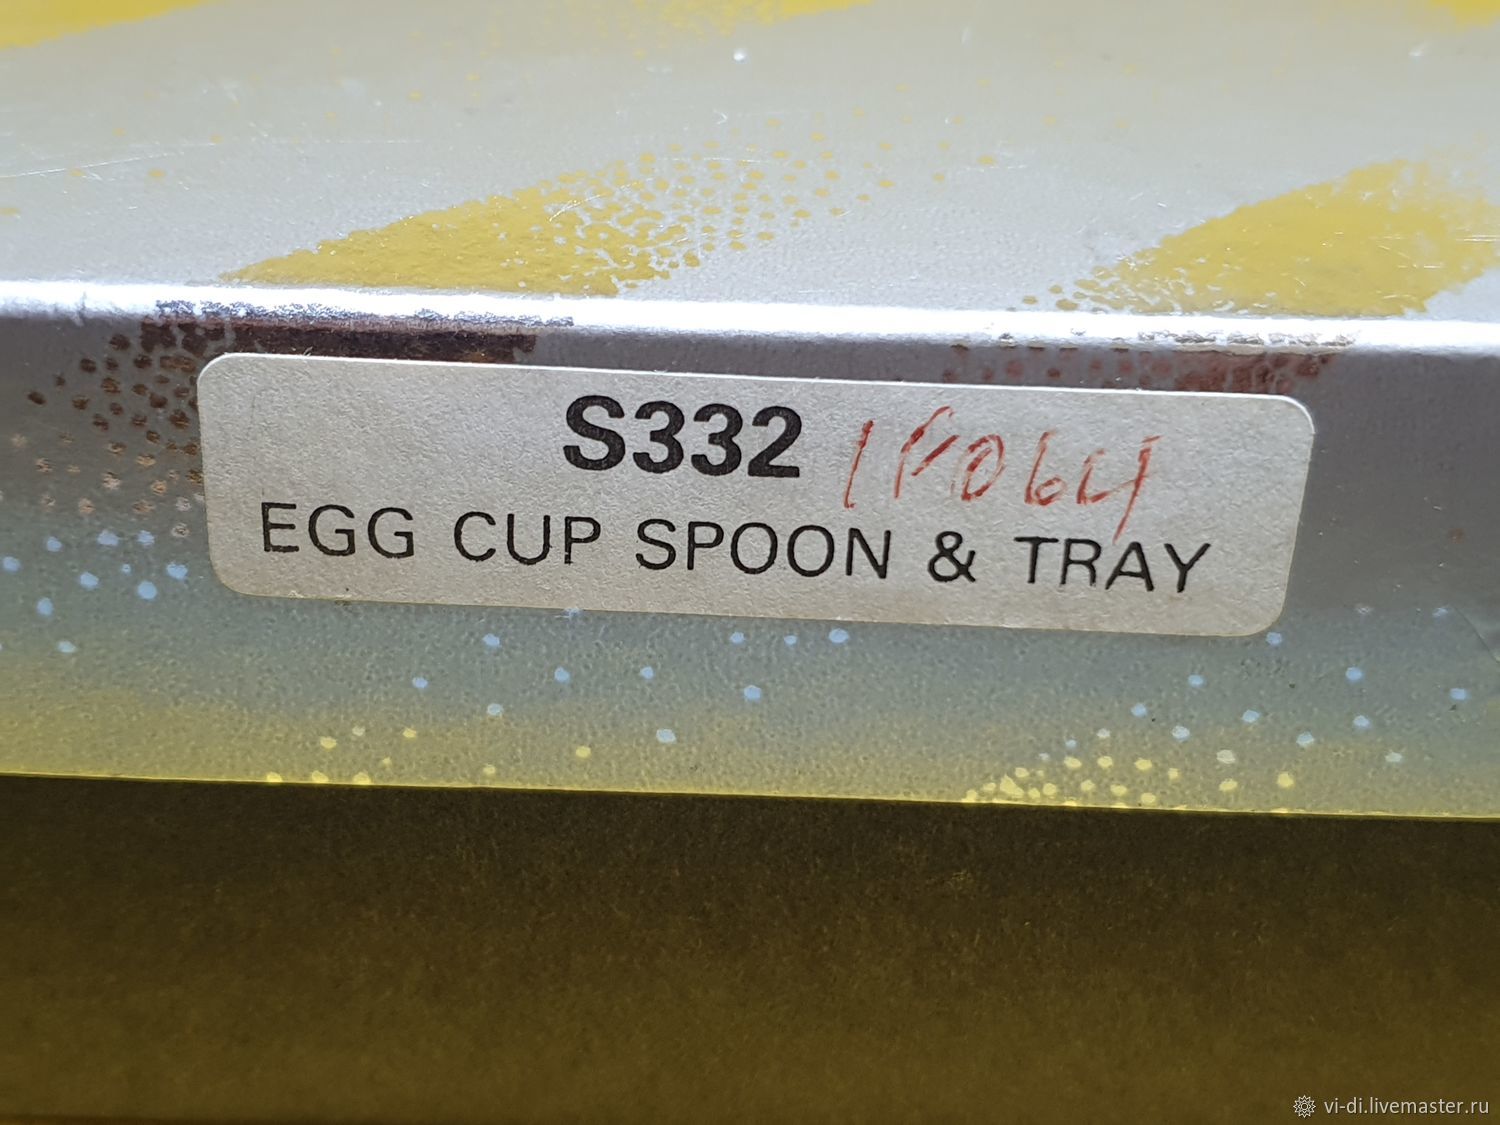 S332
EGG CUP SPOON & TRAY
vi-di.livemaster.ru